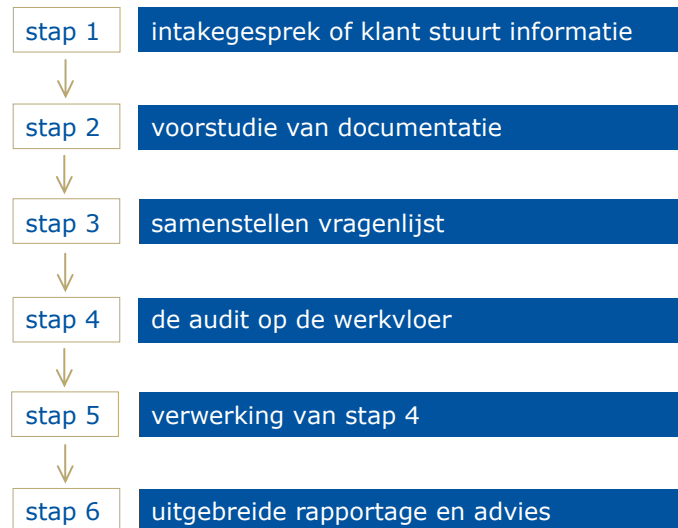 stap 1 intakegesprek of klant stuurt informatie
stap 2 voorstudie van documentatie
stap 3 samenstellen vragenlijst
stap 4 de audit op de werkvloer
stap 5 verwerking van stap 4
stap 6 uitgebreide rapportage en advies